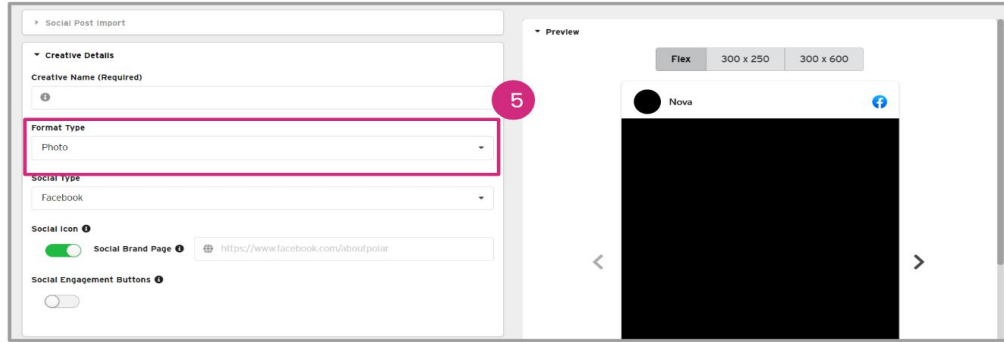 Social Post Import
Creative Details
Creative Name (Required)
5
Format Type
Photo
Social Type
Facebook
Social Icon
Social Brand Page
https://www.facebook.com/aboutpolar
Social Engagement Buttons
Preview
Flex
300 x 250
300 x 600
Nova